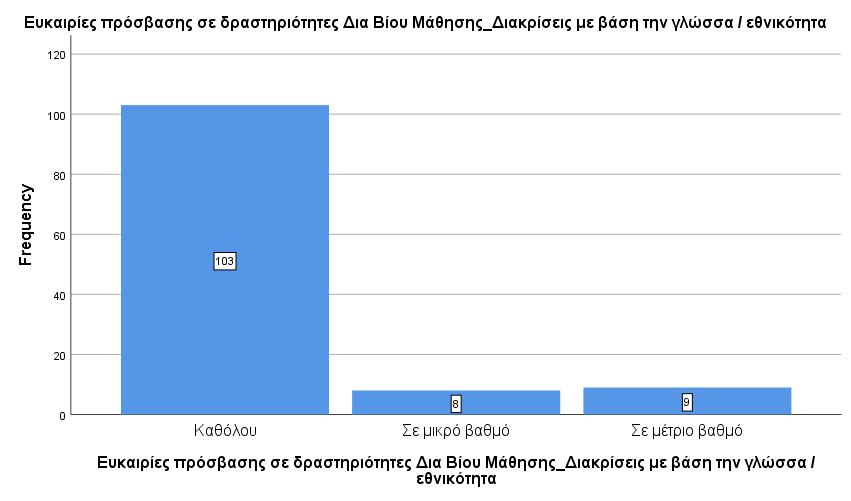 Ευκαιρίες πρόσβασης σε δραστηριότητες Δια Βίου Μάθησης_Διακρίσεις με βάση την γλώσσα / εθνικότητα
120
100
80
60
40
20
0
Frequency
103
8
9
Καθόλου
Σε μικρό βαθμό
Σε μέτριο βαθμό
Ευκαιρίες πρόσβασης σε δραστηριότητες Δια Βίου Μάθησης_Διακρίσεις με βάση την γλώσσα /
εθνικότητα